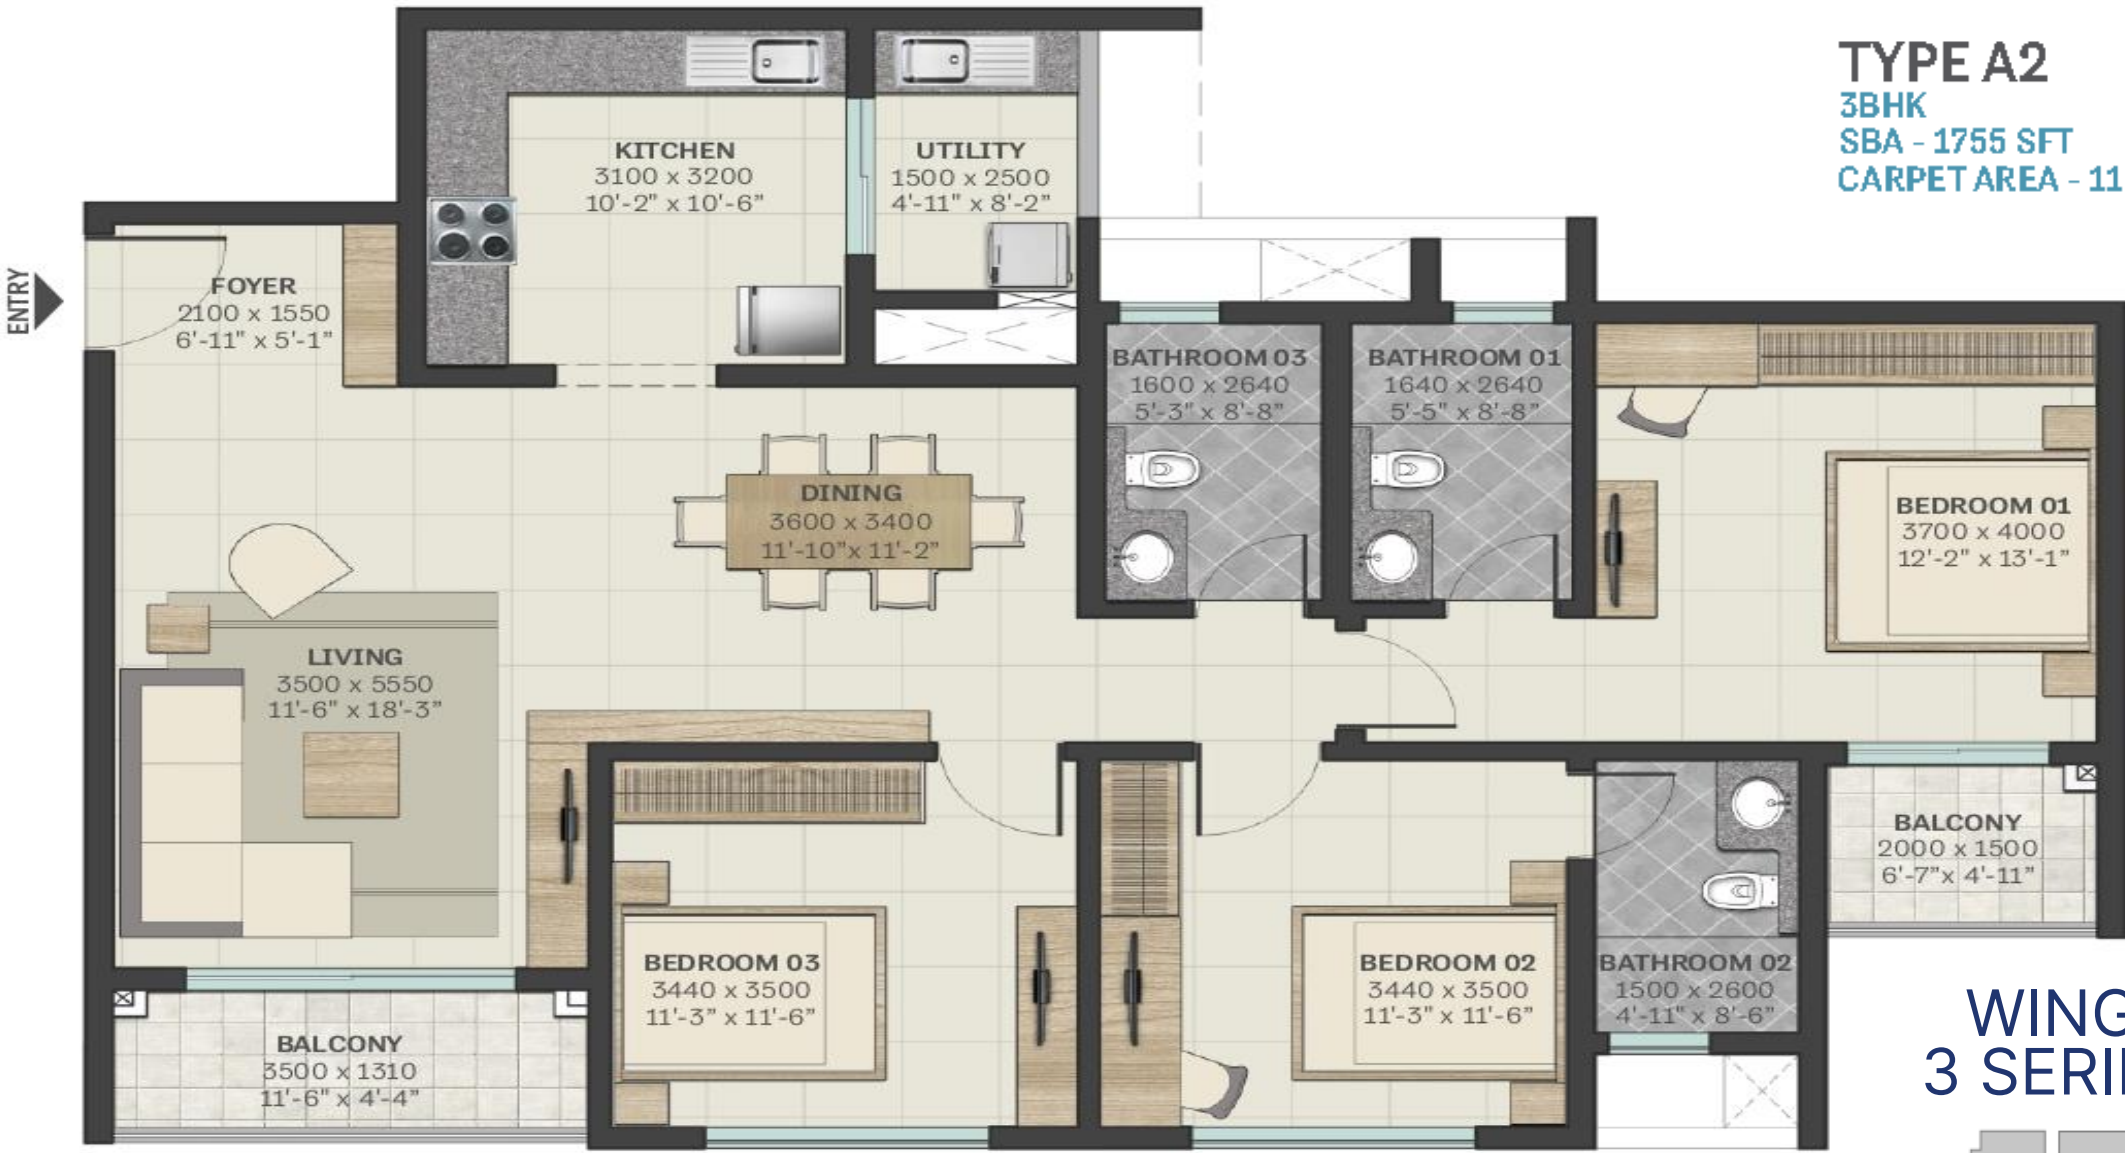 TYPE A2
3BHK
SBA - 1755 SFT
CARPET AREA - 11
KITCHEN
3100 x 3200
10'-2" x 10'-6"
UTILITY
1500 x 2500
4'-11" x 8'-2"
ENTRY
FOYER
2100 x 1550
6'-11" x 5'-1"
BATHROOM 03
1600 x 2640
5'-3" x 8'-8"
BATHROOM 01
1640 x 2640
5'-5" x 8'-8"
DINING
3600 x 3400
11'-10"x 11'-2"
BEDROOM 01
3700 x 4000
12'-2" x 13'-1"
LIVING
3500 x 5550
11'-6" x 18'-3"
BALCONY
2000 x 1500
6'-7"x 4'-11"
BEDROOM 03
3440 x 3500
11'-3" x 11'-6"
BEDROOM 02
3440 x 3500
11'-3" x 11'-6"
BATHROOM 02
1500 x 2600
4'-11" x 8'-6"
BALCONY
3500 x 1310
11'-6" x 4'-4"
WING
3 SERI